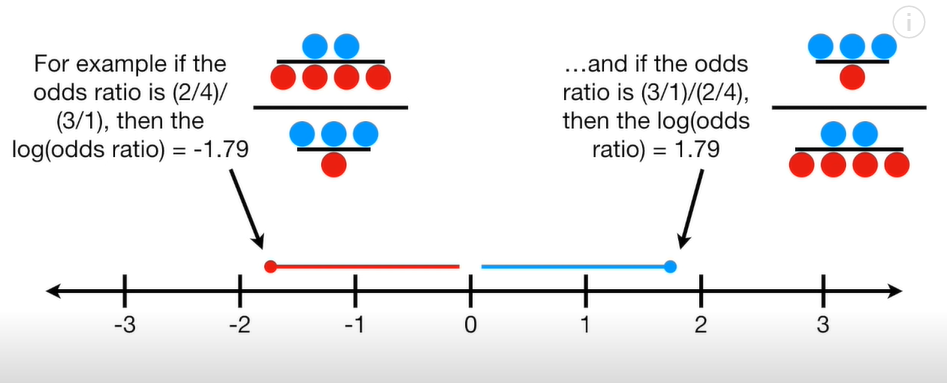 For example if the
odds ratio is (2/4)/
(3/1), then the
log(odds ratio) = -1.79
...and if the odds
ratio is (3/1)/(2/4),
then the log(odds
ratio) = 1.79
i
-3 -2 -1 0 1 2 3